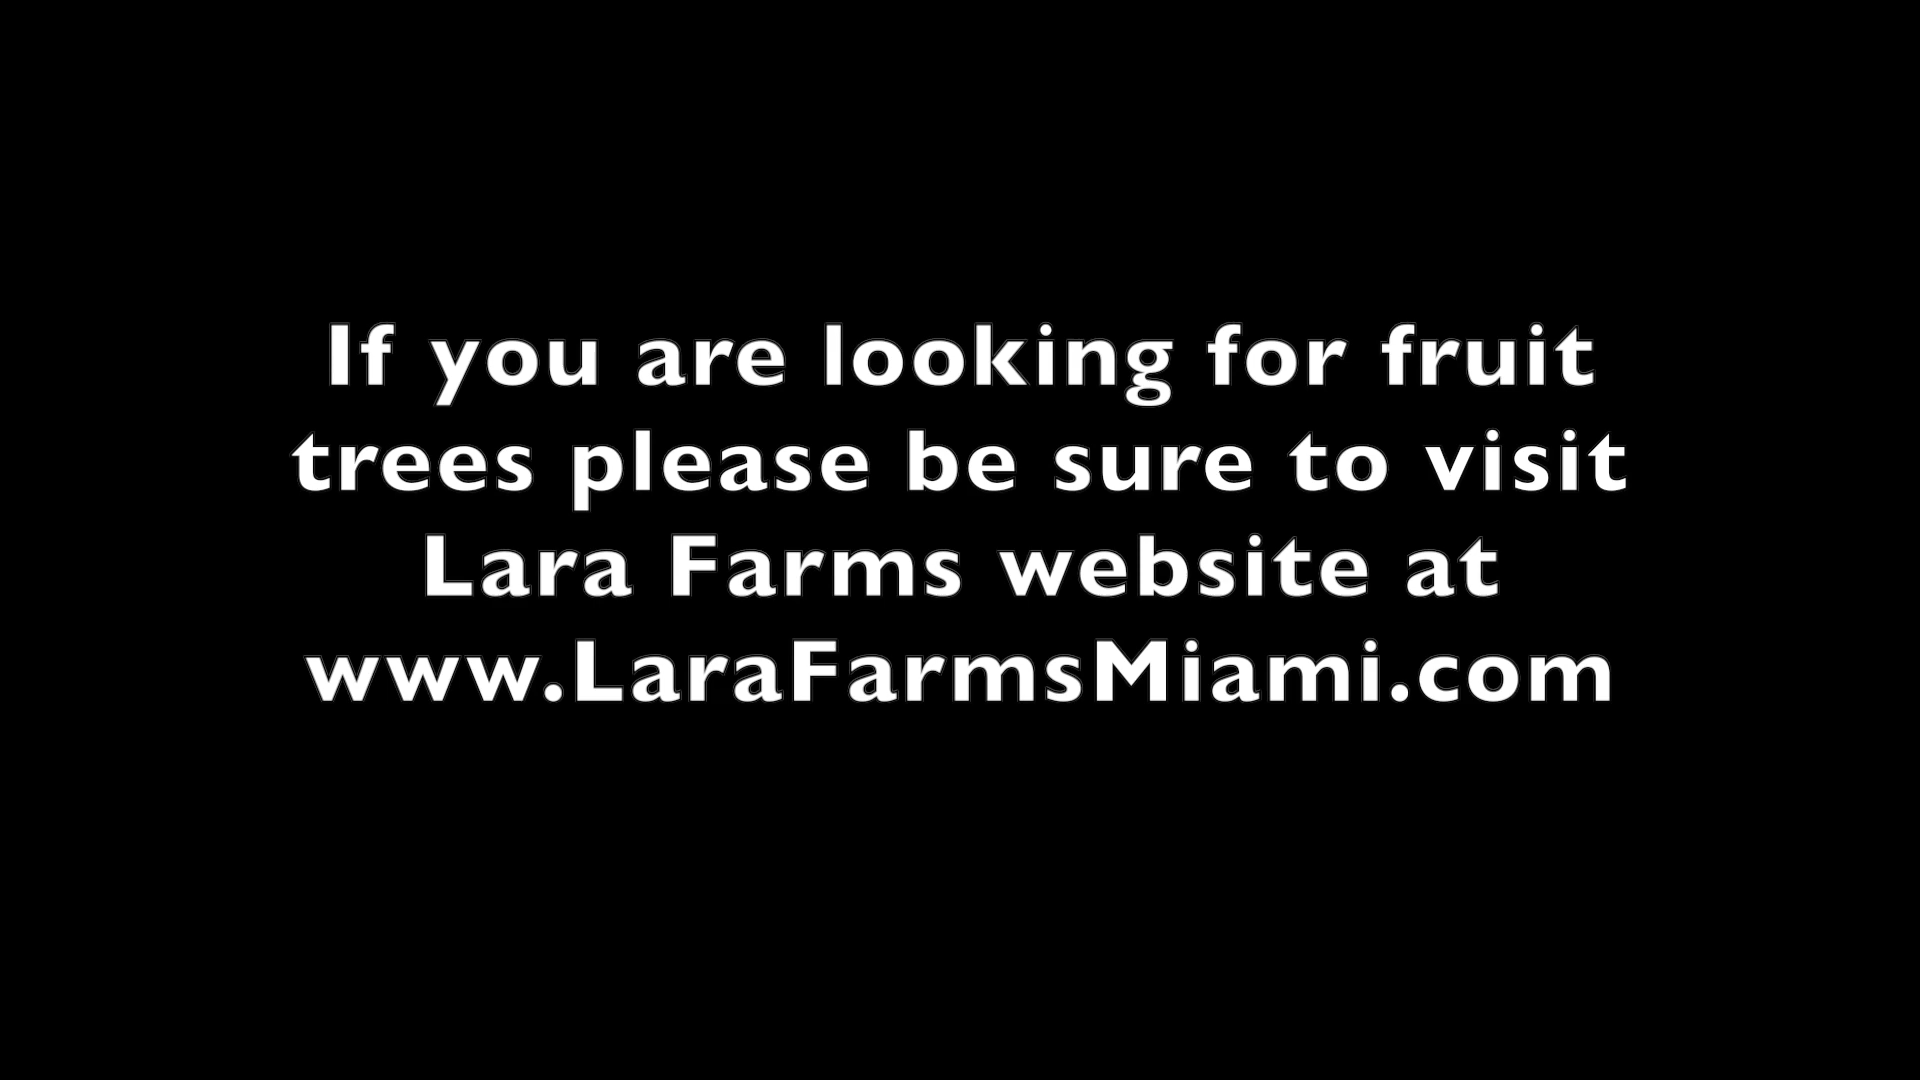 If you are looking for fruit
trees please be sure to visit
Lara Farms website at
www.LaraFarmsMiami.com